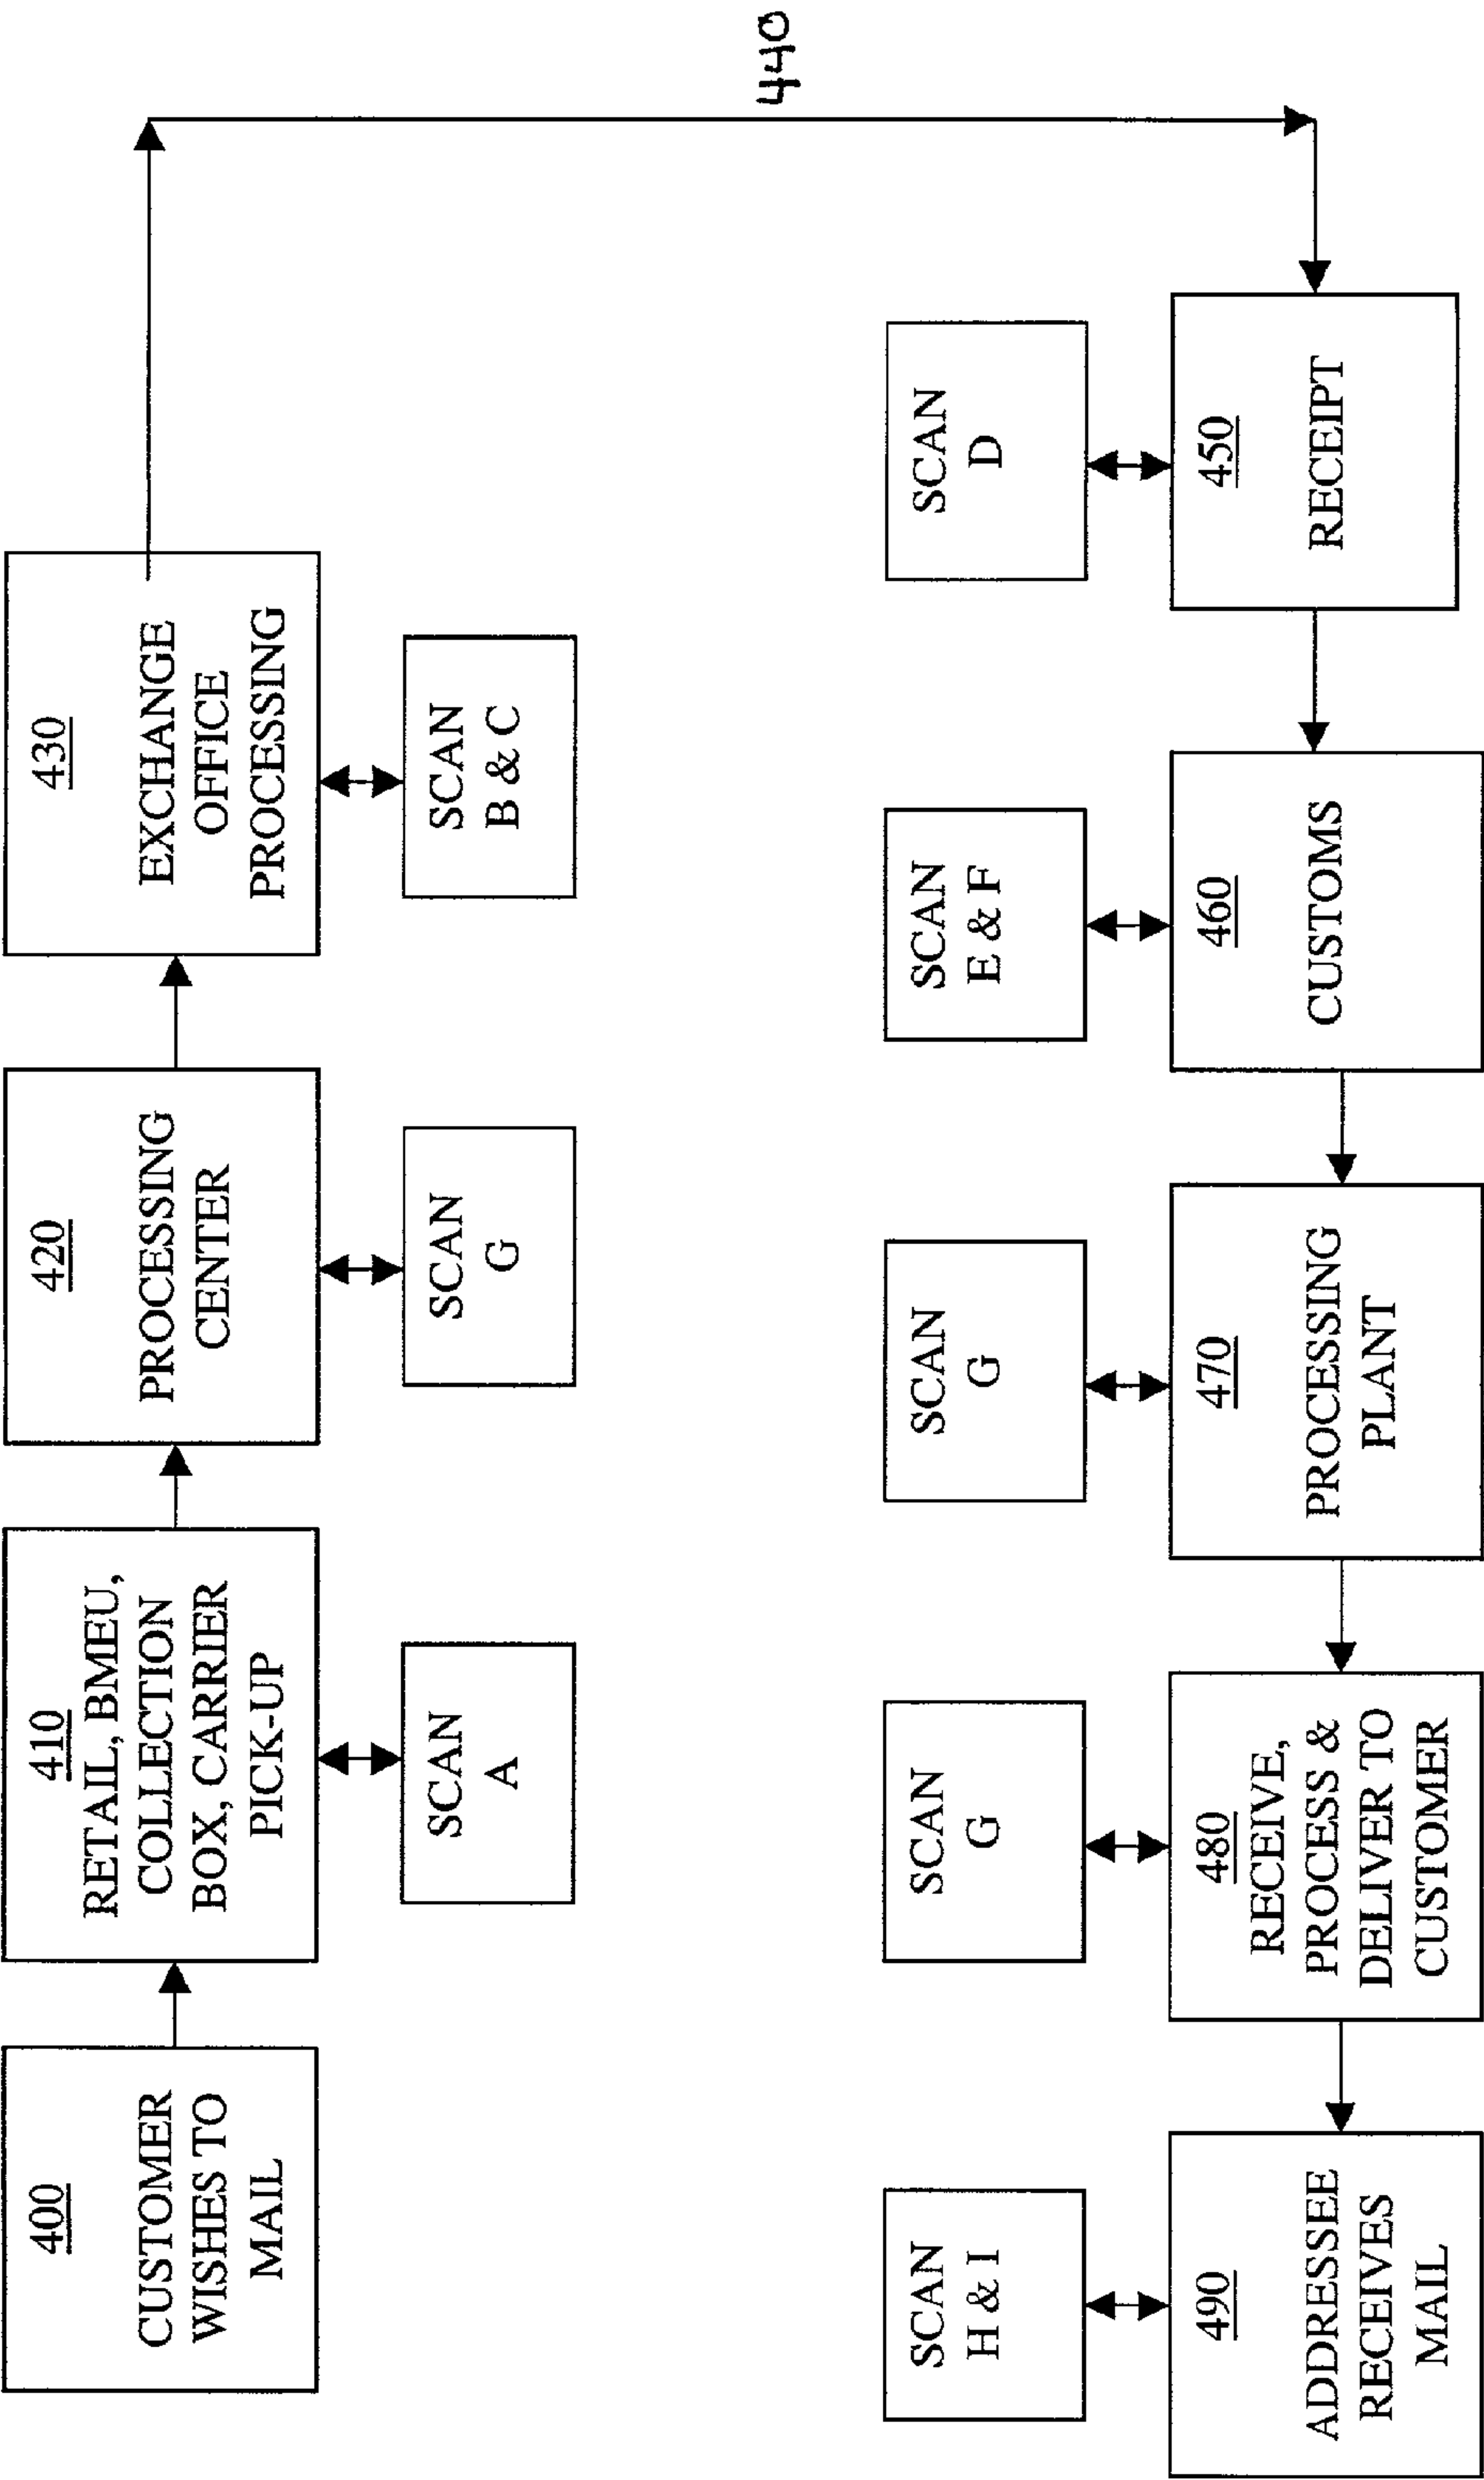 400
CUSTOMER
WISHES TO
MAIL
410
RETAIL, BMEU,
COLLECTION
BOX, CARRIER
PICK-UP
SCAN
A
420
PROCESSING
CENTER
SCAN
G
430
EXCHANGE
OFFICE
PROCESSING
SCAN
B & C
440
SCAN
D
450
RECEIPT
SCAN
E & F
460
CUSTOMS
SCAN
G
470
PROCESSING
PLANT
SCAN
G
480
RECEIVE,
PROCESS &
DELIVER TO
CUSTOMER
SCAN
H & I
490
ADDRESSEE
RECEIVES
MAIL